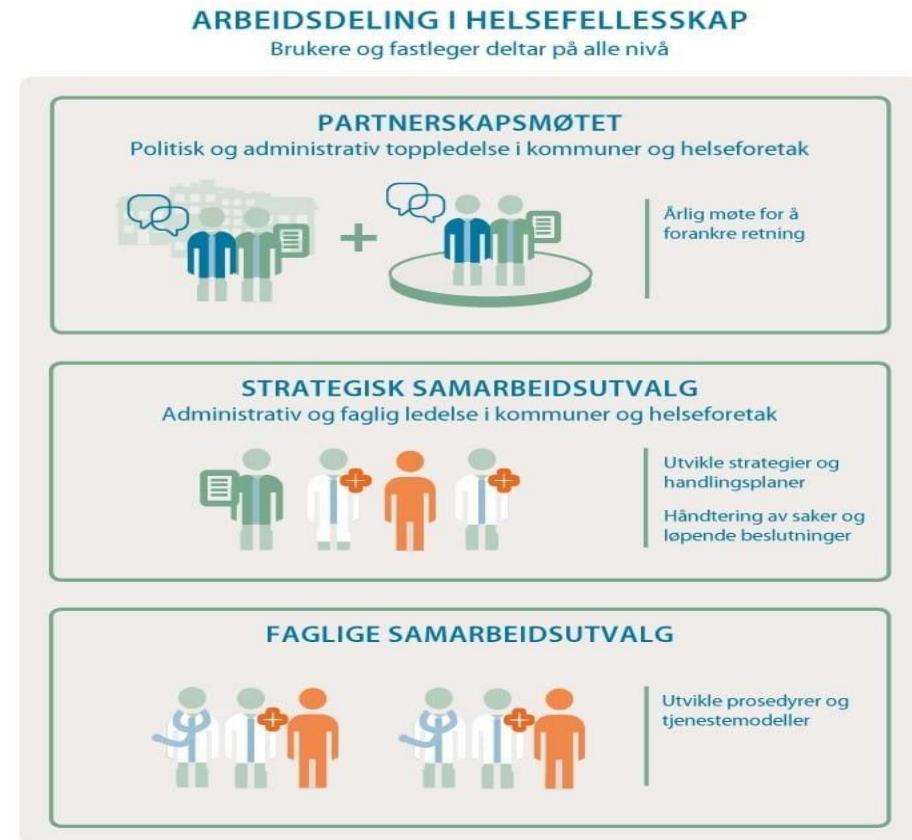 ARBEIDSDELING I HELSEFELLESSKAP
Brukere og fastleger deltar på alle nivå
PARTNERSKAPSMØTET
Politisk og administrativ toppledelse i kommuner og helseforetak
Årlig møte for å
forankre retning
STRATEGISK SAMARBEIDSUTVALG
Administrativ og faglig ledelse i kommuner og helseforetak
Utvikle strategier og
handlingsplaner
Håndtering av saker og
løpende beslutninger
FAGLIGE SAMARBEIDSUTVALG
Utvikle prosedyrer og
tjenestemodeller